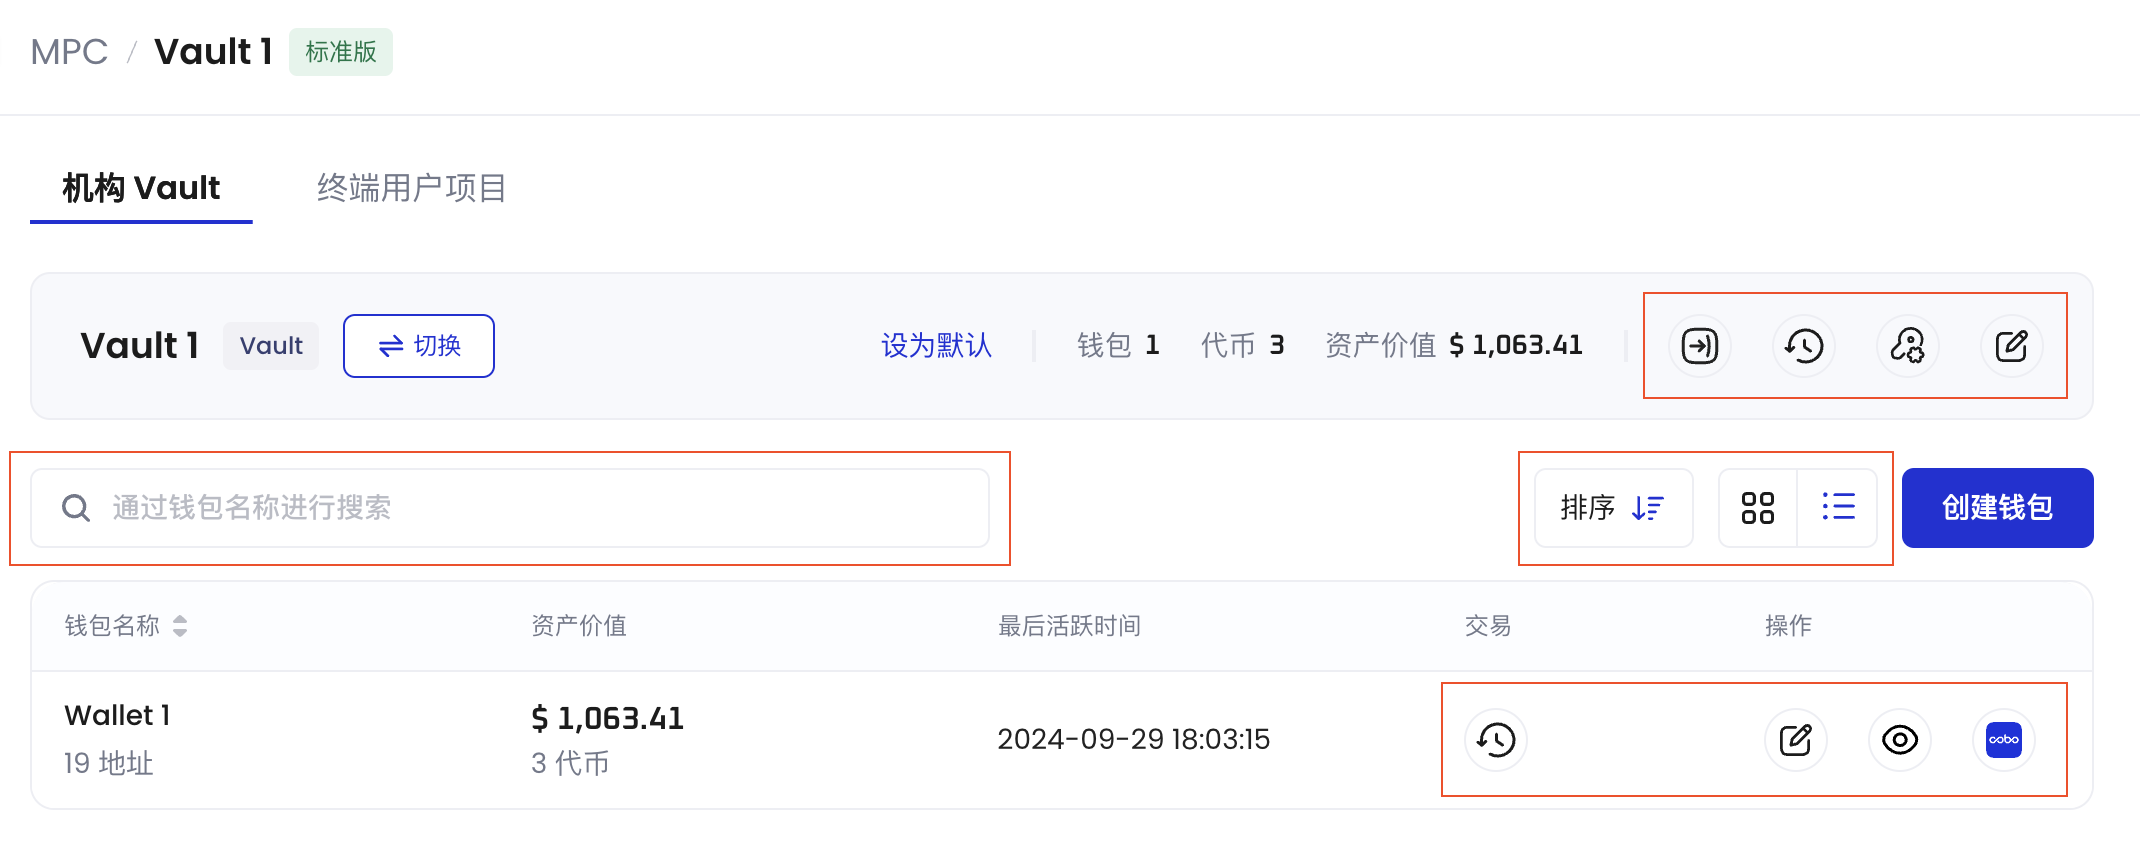 MPC / Vault 1 标准版
机构 Vault 终端用户项目
Vault 1 Vault 切换 设为默认 钱包 1 代币 3 资产价值 $ 1,063.41
通过钱包名称进行搜索 排序 创建钱包
钱包名称 资产价值 最后活跃时间 交易 操作
Wallet 1 $ 1,063.41 2024-09-29 18:03:15 cobo
19 地址 3 代币